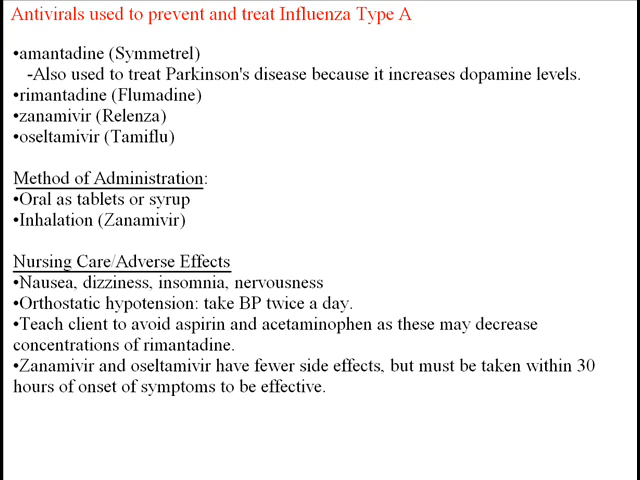 Antivirals used to prevent and treat Influenza Type A
•amantadine (Symmetrel)
-Also used to treat Parkinson's disease because it increases dopamine levels.
•rimantadine (Flumadine)
•zanamivir (Relenza)
•oseltamivir (Tamiflu)
Method of Administration:
•Oral as tablets or syrup
•Inhalation (Zanamivir)
Nursing Care/Adverse Effects
•Nausea, dizziness, insomnia, nervousness
•Orthostatic hypotension: take BP twice a day.
•Teach client to avoid aspirin and acetaminophen as these may decrease
concentrations of rimantadine.
•Zanamivir and oseltamivir have fewer side effects, but must be taken within 30
hours of onset of symptoms to be effective.